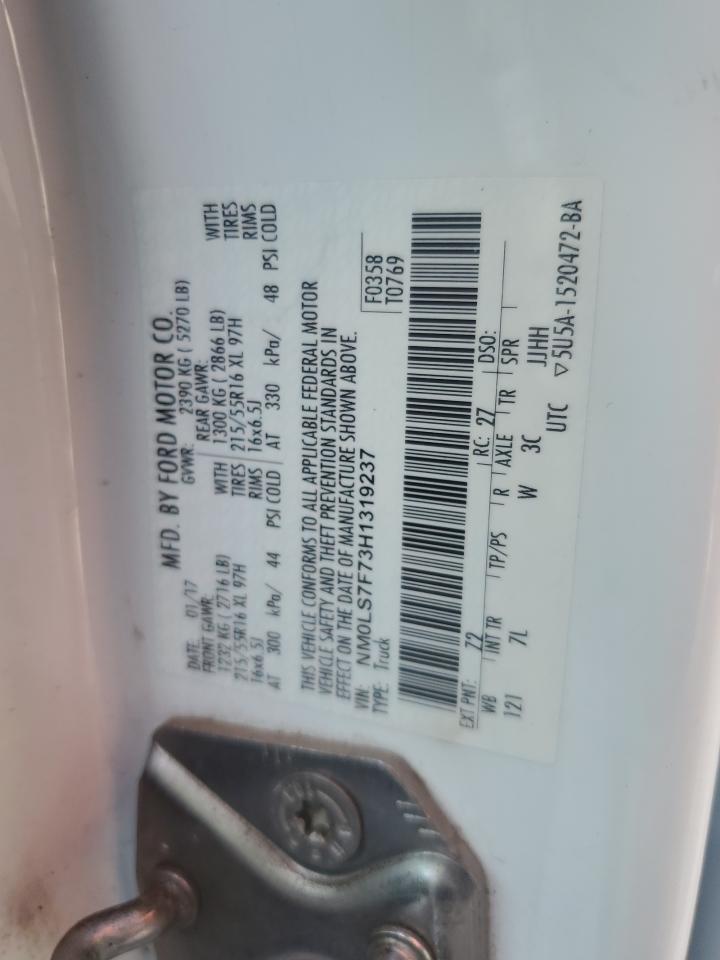 MFD. BY FORD MOTOR CO.
DATE: 01/17 GVWR: 2390 KG ( 5270 LB)
FRONT GAWR: REAR GAWR:
1232 KG ( 2716 LB) WITH 1300 KG ( 2866 LB) WITH
215/55R16 XL 97H TIRES 215/55R16 XL 97H TIRES
16x6.5J RIMS 16x6.5J RIMS
AT 300 kPa/ 44 PSI COLD AT 330 kPa/ 48 PSI COLD
THIS VEHICLE CONFORMS TO ALL APPLICABLE FEDERAL MOTOR
VEHICLE SAFETY AND THEFT PREVENTION STANDARDS IN
EFFECT ON THE DATE OF MANUFACTURE SHOWN ABOVE.
VIN: NM0LS7F73H1319237 F0358
TYPE: Truck T0769
EXT PNT: Z2 RC: 27 DSO:
WB INT TR TP/PS R AXLE TR SPR
121 7L W 3C JJHH
UTC ▽5U5A-1520472-BA